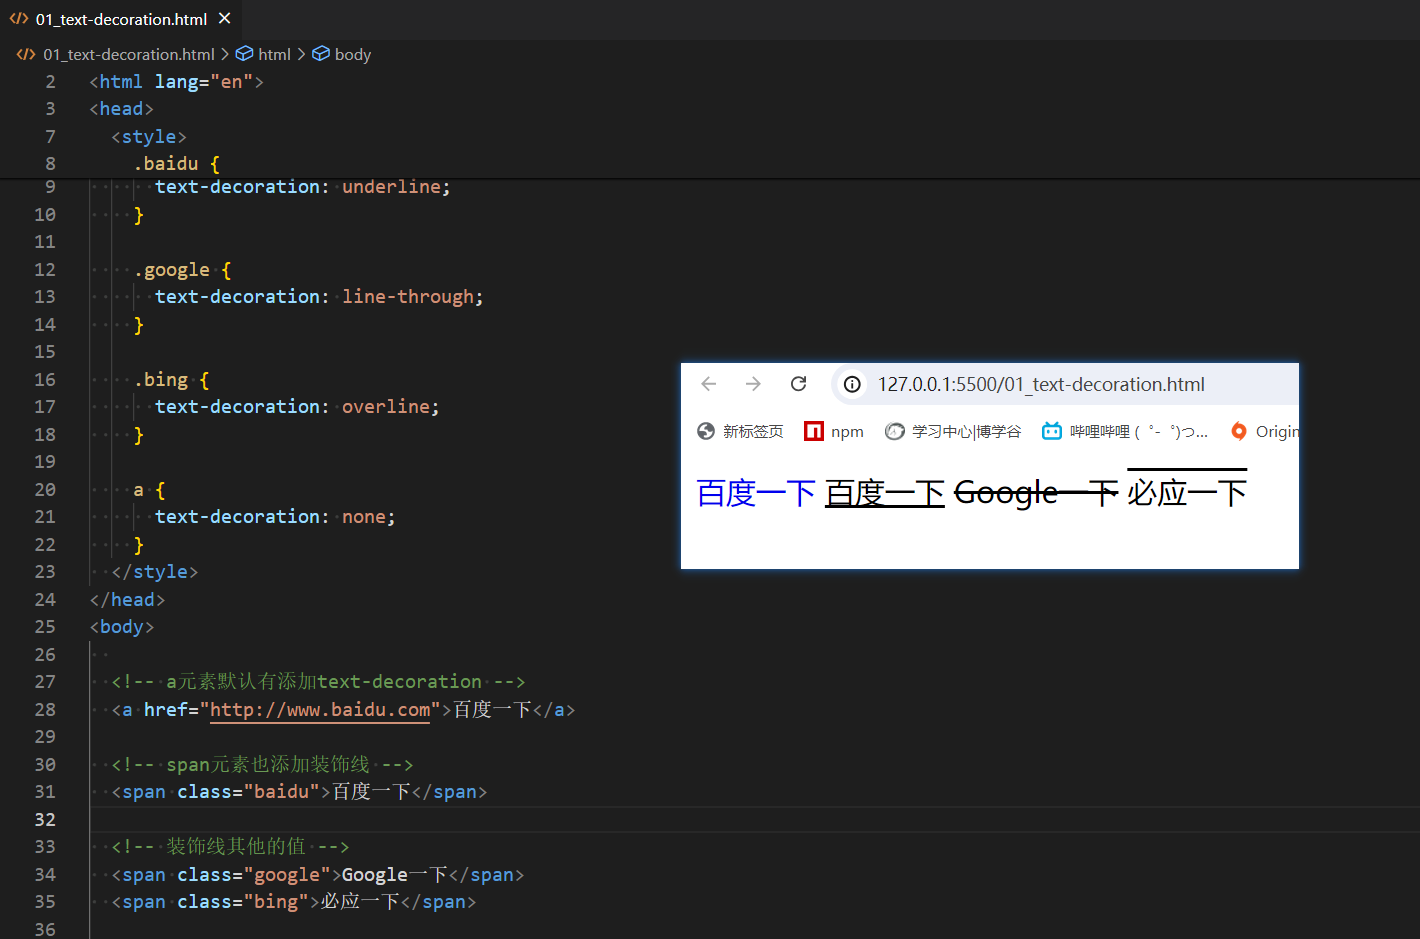 01_text-decoration.html
01_text-decoration.html > html > body
2 <html lang="en">
3 <head>
7 <style>
8 .baidu {
9 text-decoration: underline;
10 }
11
12 .google {
13 text-decoration: line-through;
14 }
15
16 .bing {
17 text-decoration: overline;
18 }
19
20 a {
21 text-decoration: none;
22 }
23 </style>
24 </head>
25 <body>
26
27 <!-- a元素默认有添加text-decoration -->
28 <a href="http://www.baidu.com">百度一下</a>
29
30 <!-- span元素也添加装饰线 -->
31 <span class="baidu">百度一下</span>
32
33 <!-- 装饰线其他的值 -->
34 <span class="google">Google一下</span>
35 <span class="bing">必应一下</span>
36
127.0.0.1:5500/01_text-decoration.html
新标签页 npm 学习中心|博学谷 哔哩哔哩 (゜-゜)つ... Origin
百度一下 百度一下 Google一下 必应一下